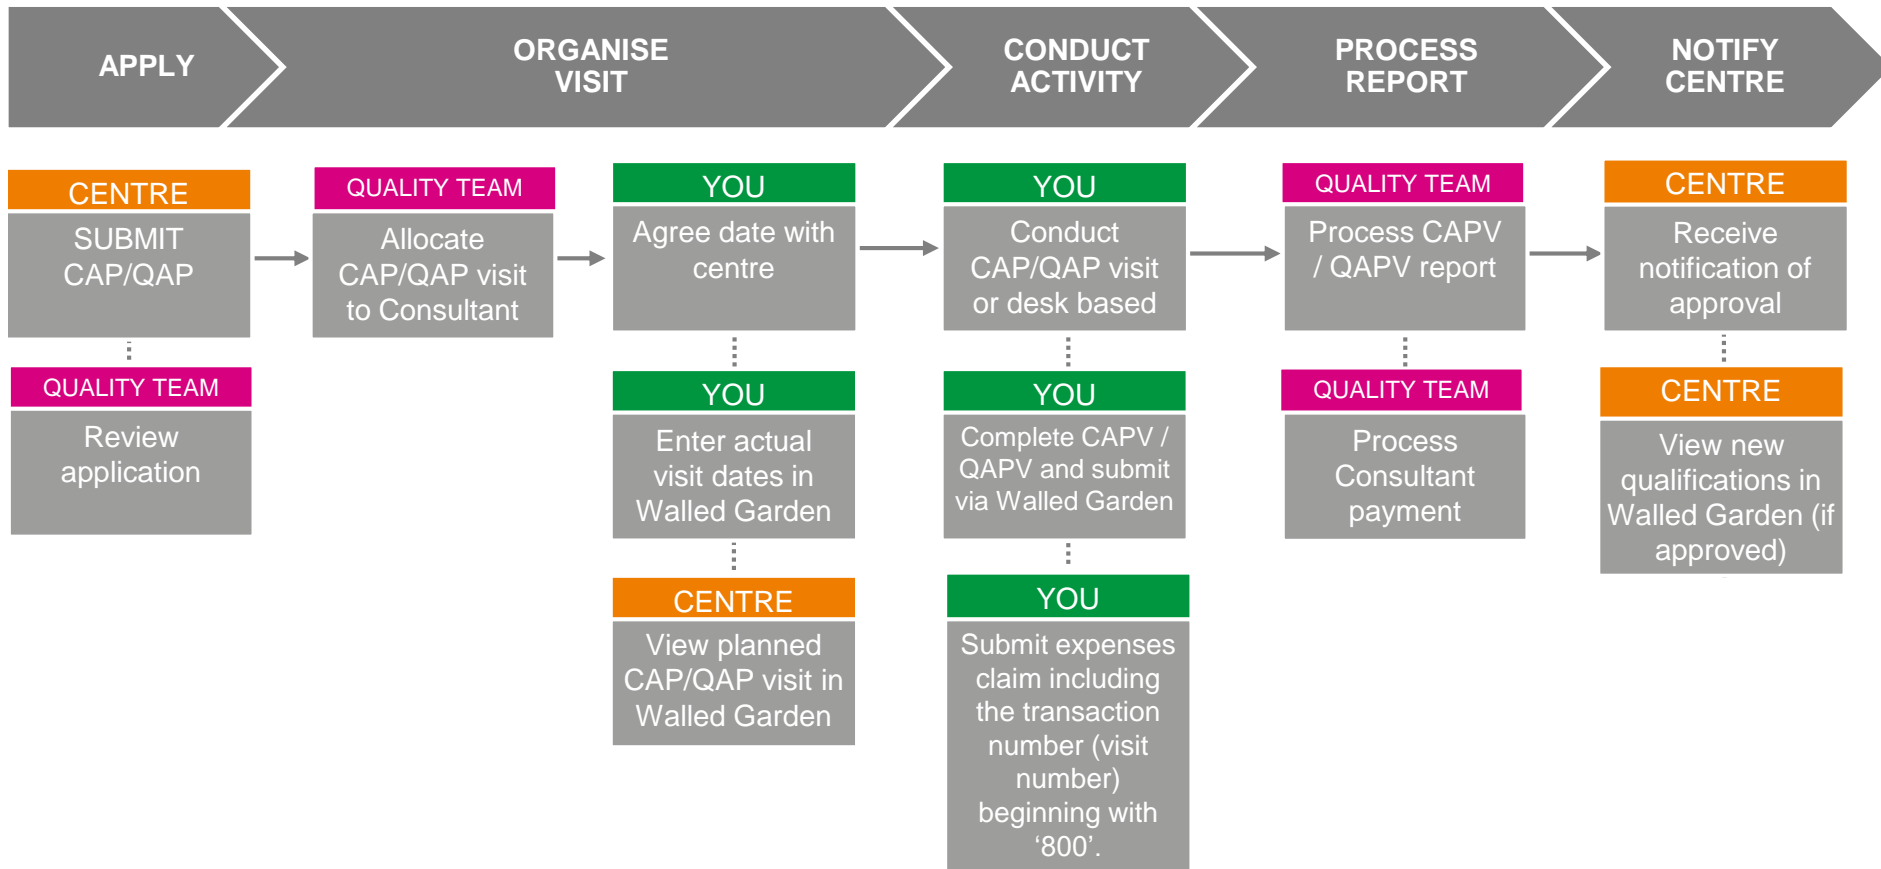 APPLY
ORGANISE
VISIT
CONDUCT
ACTIVITY
PROCESS
REPORT
NOTIFY
CENTRE
CENTRE
SUBMIT
CAP/QAP
QUALITY TEAM
Review
application
QUALITY TEAM
Allocate
CAP/QAP visit
to Consultant
YOU
Agree date with
centre
YOU
Enter actual
visit dates in
Walled Garden
CENTRE
View planned
CAP/QAP visit in
Walled Garden
YOU
Conduct
CAP/QAP visit
or desk based
YOU
Complete CAPV /
QAPV and submit
via Walled Garden
YOU
Submit expenses
claim including
the transaction
number (visit
number)
beginning with
‘800’.
QUALITY TEAM
Process CAPV
/ QAPV report
QUALITY TEAM
Process
Consultant
payment
CENTRE
Receive
notification of
approval
CENTRE
View new
qualifications in
Walled Garden (if
approved)